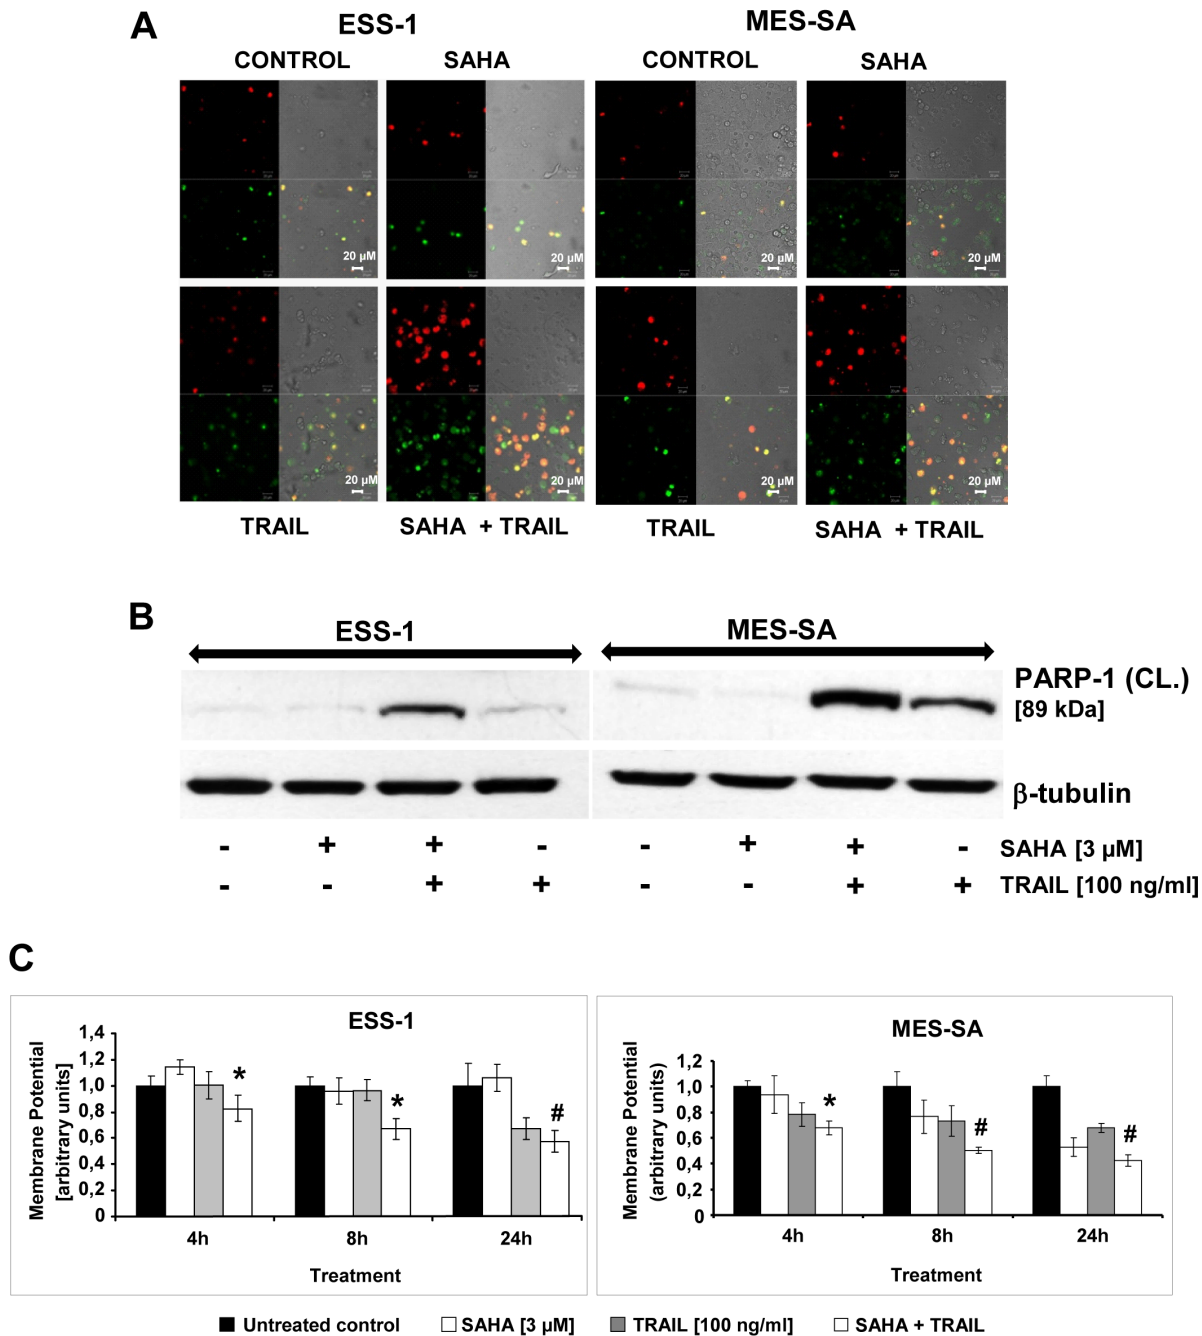 A
ESS-1 MES-SA
CONTROL SAHA CONTROL SAHA
20 µM 20 µM 20 µM 20 µM
20 µM 20 µM 20 µM 20 µM
TRAIL SAHA + TRAIL TRAIL SAHA + TRAIL
B
ESS-1 MES-SA
PARP-1 (CL.)
[89 kDa]
β-tubulin
- + + - - + + - SAHA [3 µM]
- - + + - - + + TRAIL [100 ng/ml]
C
ESS-1
Membrane Potential
[arbitrary units]
1,4
1,2
1,0
0,8
0,6
0,4
0,2
0
* * #
4h 8h 24h
Treatment
MES-SA
Membrane Potential
(arbitrary units)
1,2
1,0
0,8
0,6
0,4
0,2
0
* # #
4h 8h 24h
Treatment
Untreated control SAHA [3 µM] TRAIL [100 ng/ml] SAHA + TRAIL